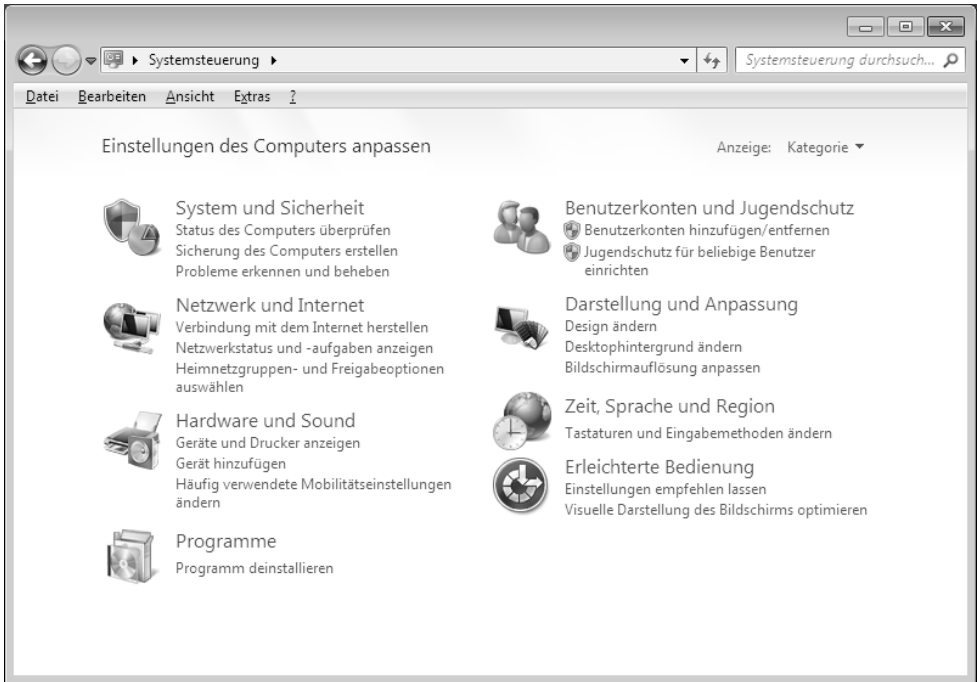 Systemsteuerung
Systemsteuerung durchsuch...
Datei Bearbeiten Ansicht Extras ?
Einstellungen des Computers anpassen
Anzeige: Kategorie
System und Sicherheit
Status des Computers überprüfen
Sicherung des Computers erstellen
Probleme erkennen und beheben
Netzwerk und Internet
Verbindung mit dem Internet herstellen
Netzwerkstatus und -aufgaben anzeigen
Heimnetzgruppen- und Freigabeoptionen
auswählen
Hardware und Sound
Geräte und Drucker anzeigen
Gerät hinzufügen
Häufig verwendete Mobilitätseinstellungen
ändern
Programme
Programm deinstallieren
Benutzerkonten und Jugendschutz
Benutzerkonten hinzufügen/entfernen
Jugendschutz für beliebige Benutzer
einrichten
Darstellung und Anpassung
Design ändern
Desktophintergrund ändern
Bildschirmauflösung anpassen
Zeit, Sprache und Region
Tastaturen und Eingabemethoden ändern
Erleichterte Bedienung
Einstellungen empfehlen lassen
Visuelle Darstellung des Bildschirms optimieren